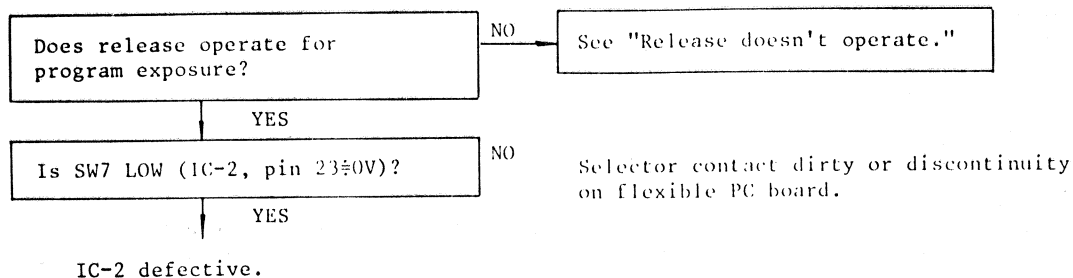 Does release operate for
program exposure?
NO
See "Release doesn't operate."
YES
Is SW7 LOW (IC-2, pin 23≑0V)?
NO
Selector contact dirty or discontinuity
on flexible PC board.
YES
IC-2 defective.